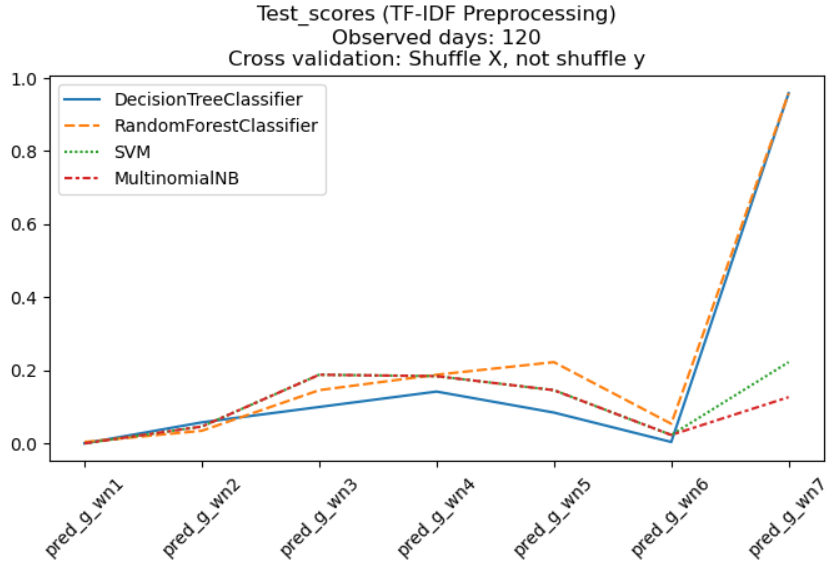 Test_scores (TF-IDF Preprocessing)
Observed days: 120
Cross validation: Shuffle X, not shuffle y
1.0
0.8
0.6
0.4
0.2
0.0
DecisionTreeClassifier
RandomForestClassifier
SVM
MultinomialNB
pred_g_wn1
pred_g_wn2
pred_g_wn3
pred_g_wn4
pred_g_wn5
pred_g_wn6
pred_g_wn7